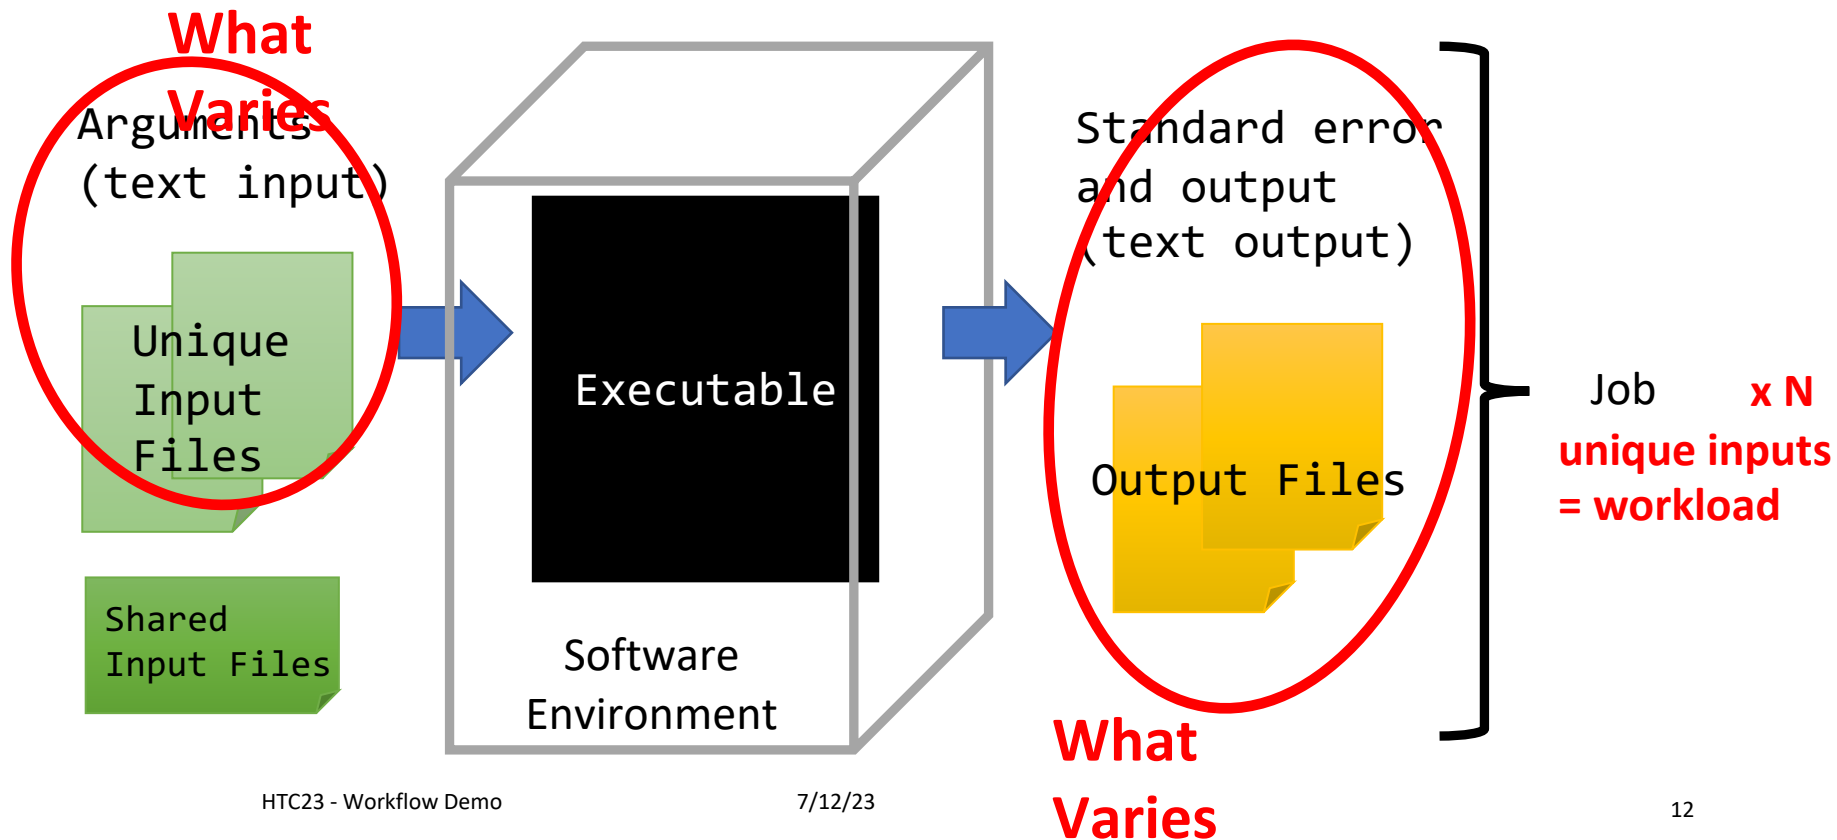 What
Varies
Arguments
(text input)
Unique
Input
Files
Shared
Input Files
Executable
Software
Environment
Standard error
and output
(text output)
Output Files
What
Varies
Job x N
unique inputs
= workload
HTC23 - Workflow Demo
7/12/23
12